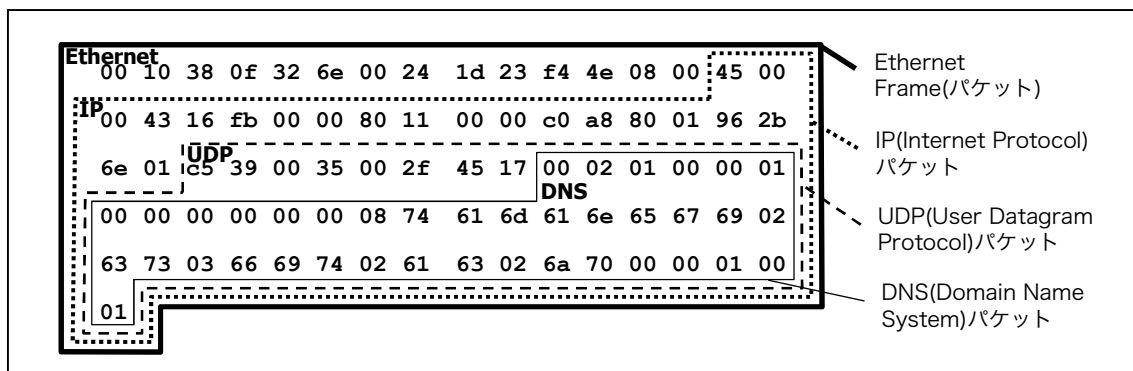 Ethernet
00 10 38 0f 32 6e 00 24 1d 23 f4 4e 08 00 45 00
IP
00 43 16 fb 00 00 80 11 00 00 c0 a8 80 01 96 2b
UDP
6e 01 c5 39 00 35 00 2f 45 17 00 02 01 00 00 01
DNS
00 00 00 00 00 00 08 74 61 6d 61 6e 65 67 69 02
63 73 03 66 69 74 02 61 63 02 6a 70 00 00 01 00
01
Ethernet
Frame(パケット)
IP(Internet Protocol)
パケット
UDP(User Datagram
Protocol)パケット
DNS(Domain Name
System)パケット